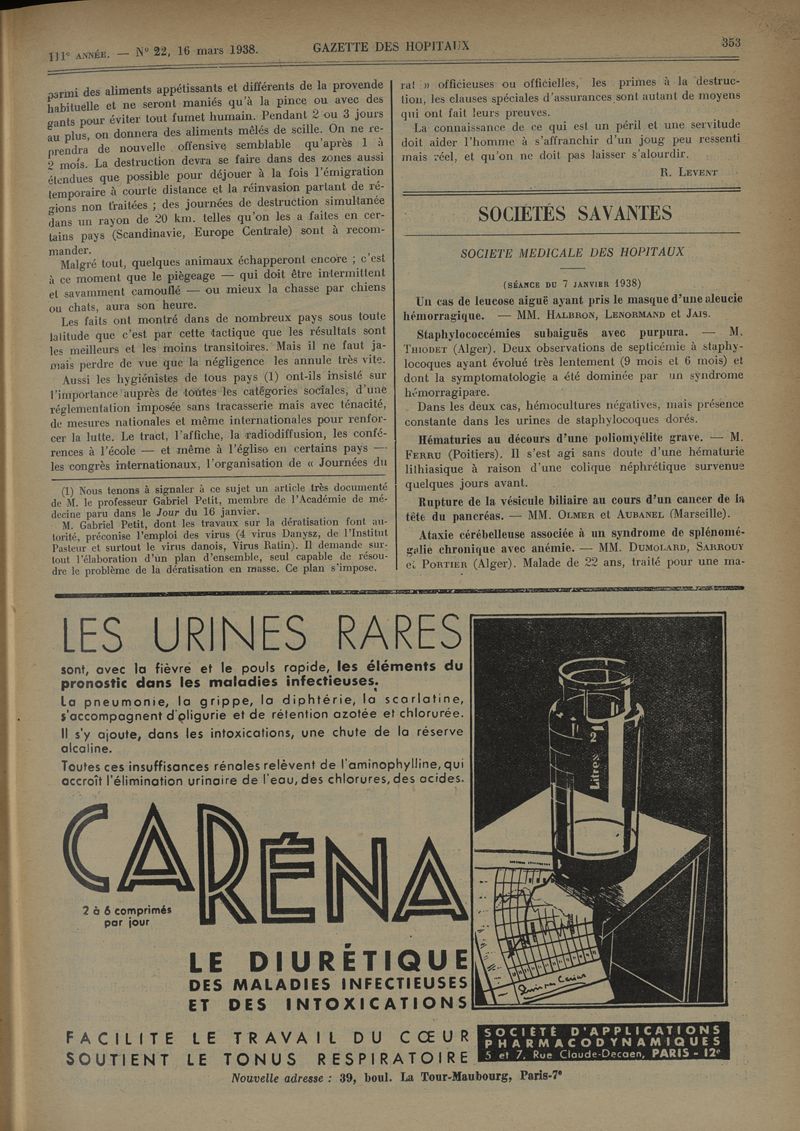 111e ANNÉE. — N° 22, 16 mars 1938.
GAZETTE DES HOPITAUX
353
parmi des aliments appétissants et différents de la provende
habituelle et ne seront maniés qu'à la pince ou avec des
gants pour éviter tout fumet humain. Pendant 2 ou 3 jours
au plus, on donnera des aliments mêlés de scille. On ne re-
prendra de nouvelle offensive semblable qu'après 1 à
2 mois. La destruction devra se faire dans des zones aussi
étendues que possible pour déjouer à la fois l'émigration
temporaire à courte distance et la réinvasion partant de ré-
gions non traitées ; des journées de destruction simultanée
dans un rayon de 20 km. telles qu'on les a faites en cer-
tains pays (Scandinavie, Europe Centrale) sont à recom-
mander.
Malgré tout, quelques animaux échapperont encore ; c'est
à ce moment que le piégeage — qui doit être intermittent
et savamment camouflé — ou mieux la chasse par chiens
ou chats, aura son heure.
Les faits ont montré dans de nombreux pays sous toute
latitude que c'est par cette tactique que les résultats sont
les meilleurs et les moins transitoires. Mais il ne faut ja-
mais perdre de vue que la négligence les annule très vite.
Aussi les hygiénistes de tous pays (1) ont-ils insisté sur
l'importance auprès de toutes les catégories sociales, d'une
réglementation imposée sans tracasserie mais avec ténacité,
de mesures nationales et même internationales pour renfor-
cer la lutte. Le tract, l'affiche, la radiodiffusion, les confé-
rences à l'école — et même à l'église en certains pays —
les congrès internationaux, l'organisation de « Journées du
(1) Nous tenons à signaler à ce sujet un article très documenté
de M. le professeur Gabriel Petit, membre de l'Académie de mé-
decine paru dans le Jour du 16 janvier.
M. Gabriel Petit, dont les travaux sur la dératisation font au-
torité, préconise l'emploi des virus (4 virus Danysz, de l'Institut
Pasteur et surtout le virus danois, Virus Ratin). Il demande sur-
tout l'élaboration d'un plan d'ensemble, seul capable de résou-
dre le problème de la dératisation en masse. Ce plan s'impose.
rat » officieuses ou officielles, les primes à la destruc-
tion, les clauses spéciales d'assurances sont autant de moyens
qui ont fait leurs preuves.
La connaissance de ce qui est un péril et une servitude
doit aider l'homme à s'affranchir d'un joug peu ressenti
mais réel, et qu'on ne doit pas laisser s'alourdir.
R. LEVENT
SOCIÉTÉS SAVANTES
SOCIETE MEDICALE DES HOPITAUX
(SÉANCE DU 7 JANVIER 1938)
Un cas de leucose aiguë ayant pris le masque d'une aleucie
hémorragique. — MM. HALBRON, LENORMAND et JAIS.
Staphylococcémies subaiguës avec purpura. — M.
THIODET (Alger). Deux observations de septicémie à staphy-
locoques ayant évolué très lentement (9 mois et 6 mois) et
dont la symptomatologie a été dominée par un syndrome
hémorragipare.
Dans les deux cas, hémocultures négatives, mais présence
constante dans les urines de staphylocoques dorés.
Hématuries au décours d'une poliomyélite grave. — M.
FERRU (Poitiers). Il s'est agi sans doute d'une hématurie
lithiasique à raison d'une colique néphrétique survenue
quelques jours avant.
Rupture de la vésicule biliaire au cours d'un cancer de la
tête du pancréas. — MM. OLMER et AUBANEL (Marseille).
Ataxie cérébelleuse associée à un syndrome de splénomé-
galie chronique avec anémie. — MM. DUMOLARD, SARROUY
et PORTIER (Alger). Malade de 22 ans, traité pour une ma-
LES URINES RARES
sont, avec la fièvre et le pouls rapide, les éléments du
pronostic dans les maladies infectieuses.
La pneumonie, la grippe, la diphtérie, la scarlatine,
s'accompagnent d'oligurie et de rétention azotée et chlorurée.
Il s'y ajoute, dans les intoxications, une chute de la réserve
alcaline.
Toutes ces insuffisances rénales relèvent de l'aminophylline, qui
accroît l'élimination urinaire de l'eau, des chlorures, des acides.
Litres 2
CARÉNA
2 à 6 comprimés
par jour
LE DIURÉTIQUE
DES MALADIES INFECTIEUSES
ET DES INTOXICATIONS
FACILITE LE TRAVAIL DU CŒUR
SOUTIENT LE TONUS RESPIRATOIRE
SOCIÉTÉ D'APPLICATIONS
PHARMACODYNAMIQUES
5 et 7, Rue Claude-Decaen, PARIS - 12e
Nouvelle adresse : 39, boul. La Tour-Maubourg, Paris-7e